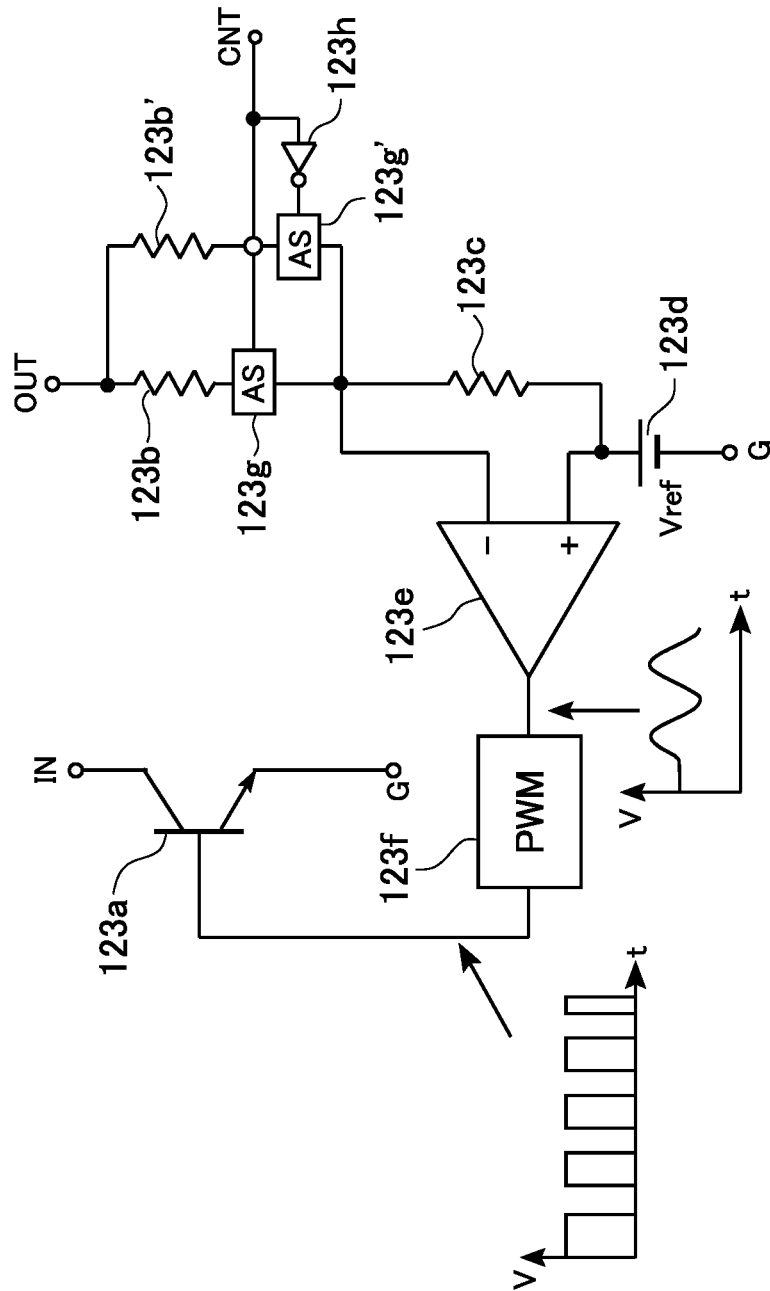 OUT
CNT
123b'
123h
123b
AS
123g
AS
123g'
123c
123d
Vref
G
IN
123a
G
123e
-
+
123f
PWM
V
t
V
t